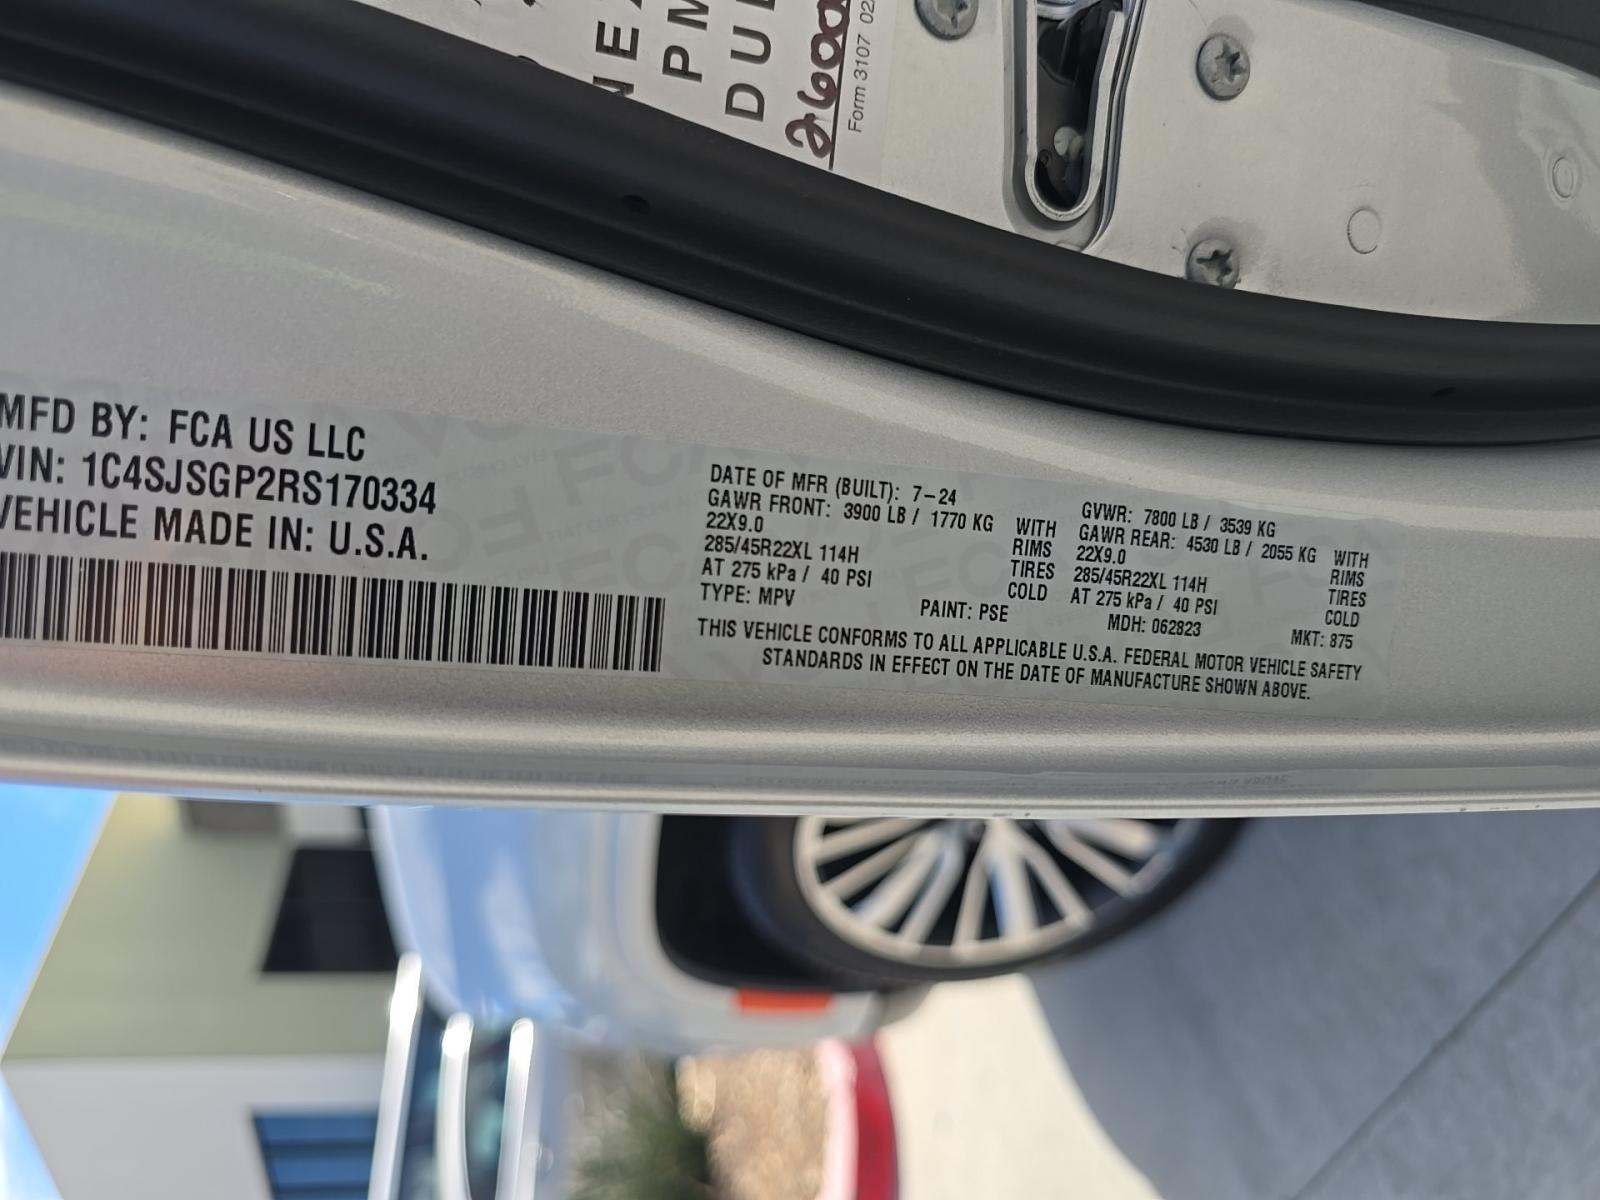 MFD BY: FCA US LLC
VIN: 1C4SJSGP2RS170334
VEHICLE MADE IN: U.S.A.
DATE OF MFR (BUILT): 7-24
GVWR: 7800 LB / 3539 KG
GAWR FRONT: 3900 LB / 1770 KG WITH
22X9.0 RIMS
285/45R22XL 114H TIRES
AT 275 kPa / 40 PSI COLD
GAWR REAR: 4530 LB / 2055 KG WITH
22X9.0 RIMS
285/45R22XL 114H TIRES
AT 275 kPa / 40 PSI COLD
TYPE: MPV PAINT: PSE MDH: 062823 MKT: 875
THIS VEHICLE CONFORMS TO ALL APPLICABLE U.S.A. FEDERAL MOTOR VEHICLE SAFETY
STANDARDS IN EFFECT ON THE DATE OF MANUFACTURE SHOWN ABOVE.
Form 3107 02